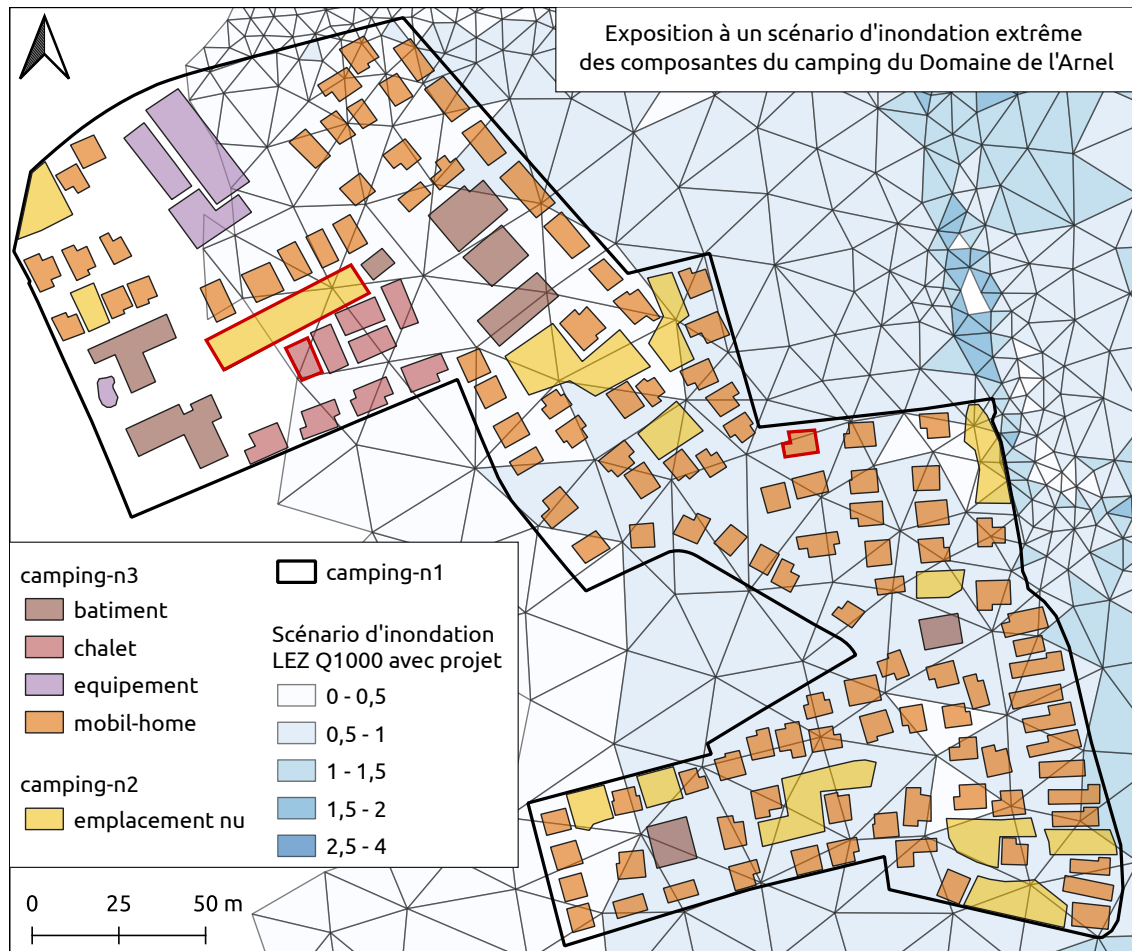 Exposition à un scénario d'inondation extrême
des composantes du camping du Domaine de l'Arnel
camping-n3
batiment
chalet
equipement
mobil-home
camping-n2
emplacement nu
camping-n1
Scénario d'inondation
LEZ Q1000 avec projet
0 - 0,5
0,5 - 1
1 - 1,5
1,5 - 2
2,5 - 4
0 25 50 m